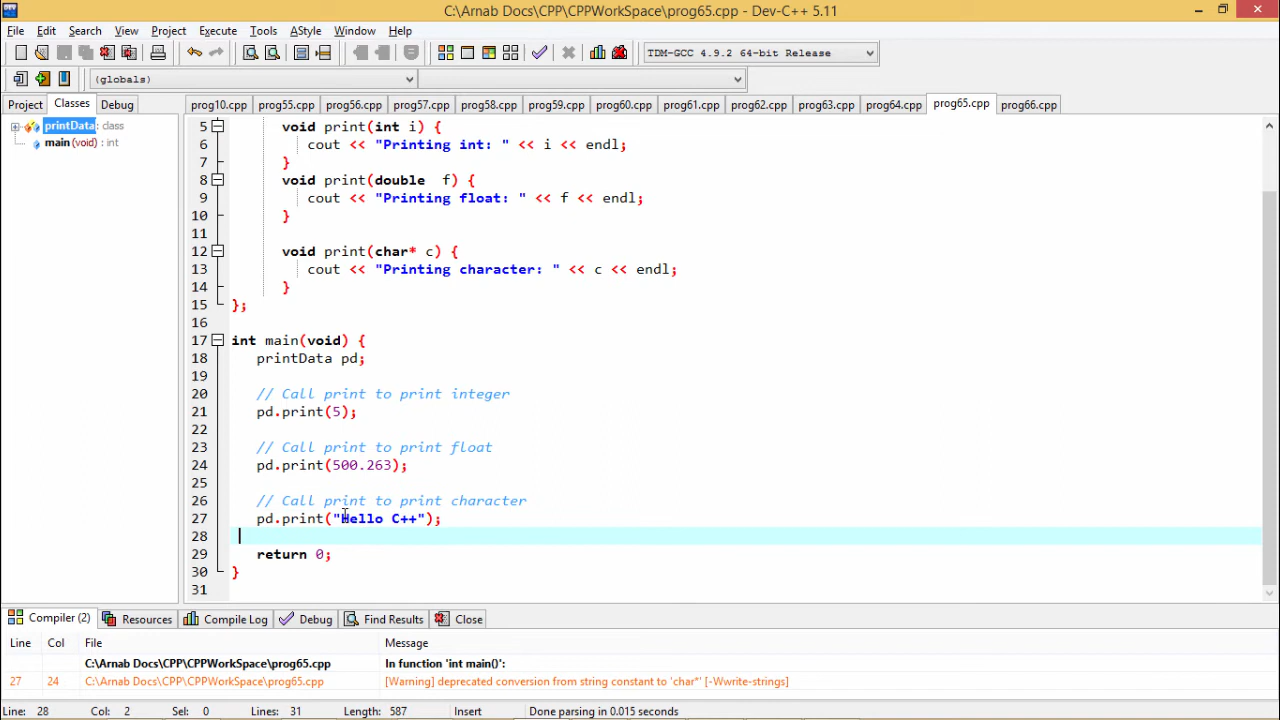 C:\Arnab Docs\CPP\CPPWorkSpace\prog65.cpp - Dev-C++ 5.11
File Edit Search View Project Execute Tools AStyle Window Help
TDM-GCC 4.9.2 64-bit Release
(globals)
Project Classes Debug prog10.cpp prog55.cpp prog56.cpp prog57.cpp prog58.cpp prog59.cpp prog60.cpp prog61.cpp prog62.cpp prog63.cpp prog64.cpp prog65.cpp prog66.cpp
printData : class
main (void) : int
5 void print(int i) {
6 cout << "Printing int: " << i << endl;
7 }
8 void print(double  f) {
9 cout << "Printing float: " << f << endl;
10 }
11
12 void print(char* c) {
13 cout << "Printing character: " << c << endl;
14 }
15 };
16
17 int main(void) {
18 printData pd;
19
20 // Call print to print integer
21 pd.print(5);
22
23 // Call print to print float
24 pd.print(500.263);
25
26 // Call print to print character
27 pd.print("Hello C++");
28
29 return 0;
30 }
31
Compiler (2) Resources Compile Log Debug Find Results Close
Line Col File Message
C:\Arnab Docs\CPP\CPPWorkSpace\prog65.cpp In function 'int main()':
27 24 C:\Arnab Docs\CPP\CPPWorkSpace\prog65.cpp [Warning] deprecated conversion from string constant to 'char*' [-Wwrite-strings]
Line: 28 Col: 2 Sel: 0 Lines: 31 Length: 587 Insert Done parsing in 0.015 seconds